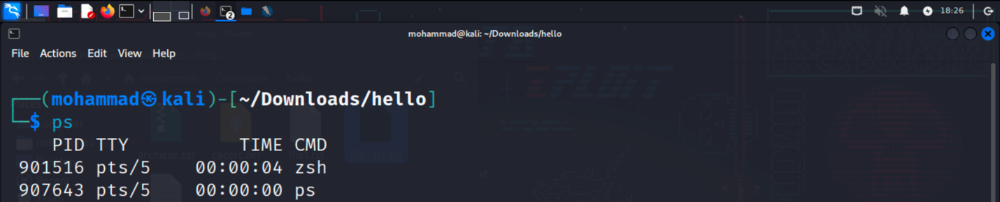 2
18:26
mohammad@kali: ~/Downloads/hello
File Actions Edit View Help
(mohammad㉿kali)-[~/Downloads/hello]
$ ps
PID TTY TIME CMD
901516 pts/5 00:00:04 zsh
907643 pts/5 00:00:00 ps